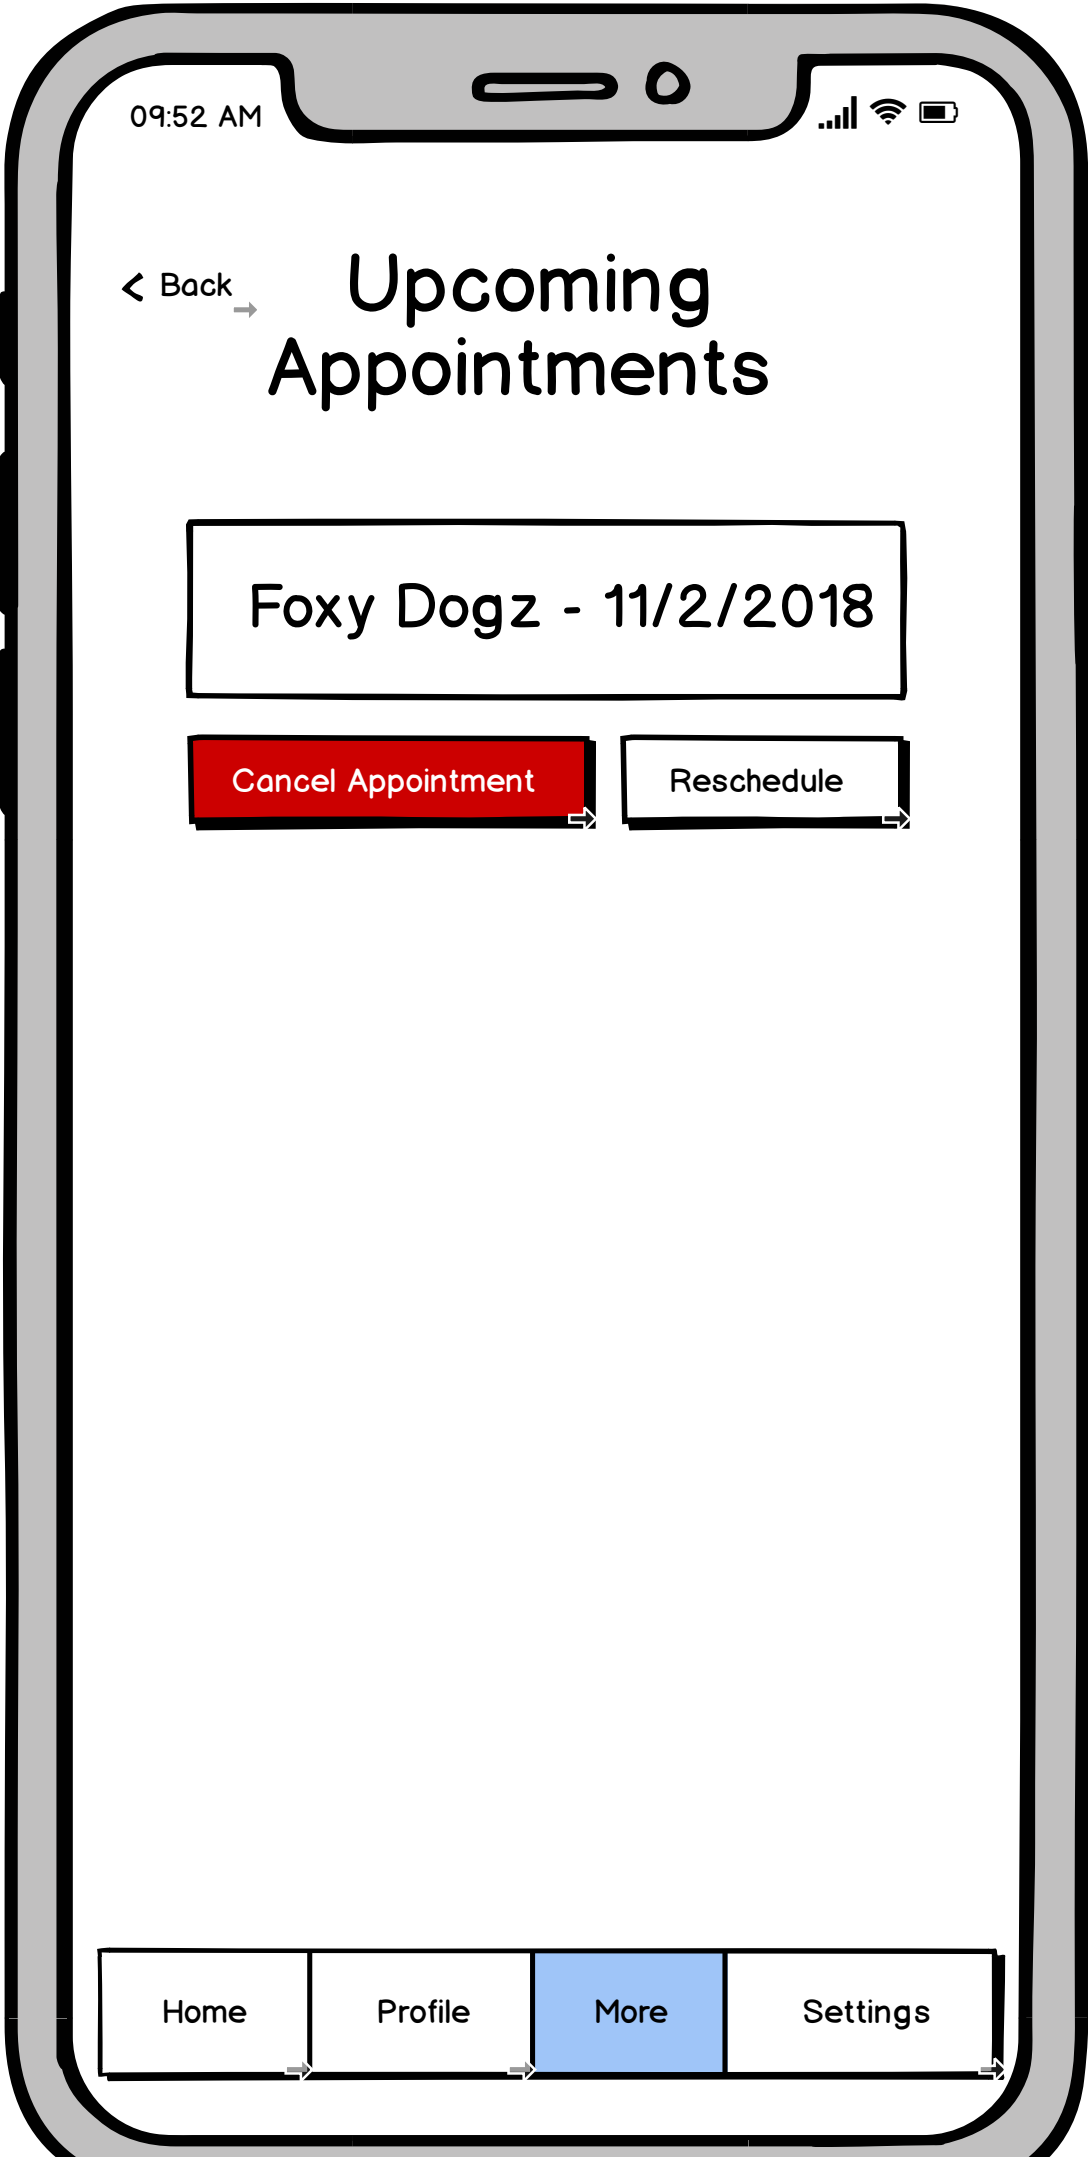 09:52 AM
Back
Upcoming
Appointments
Foxy Dogz - 11/2/2018
Cancel Appointment
Reschedule
Home
Profile
More
Settings